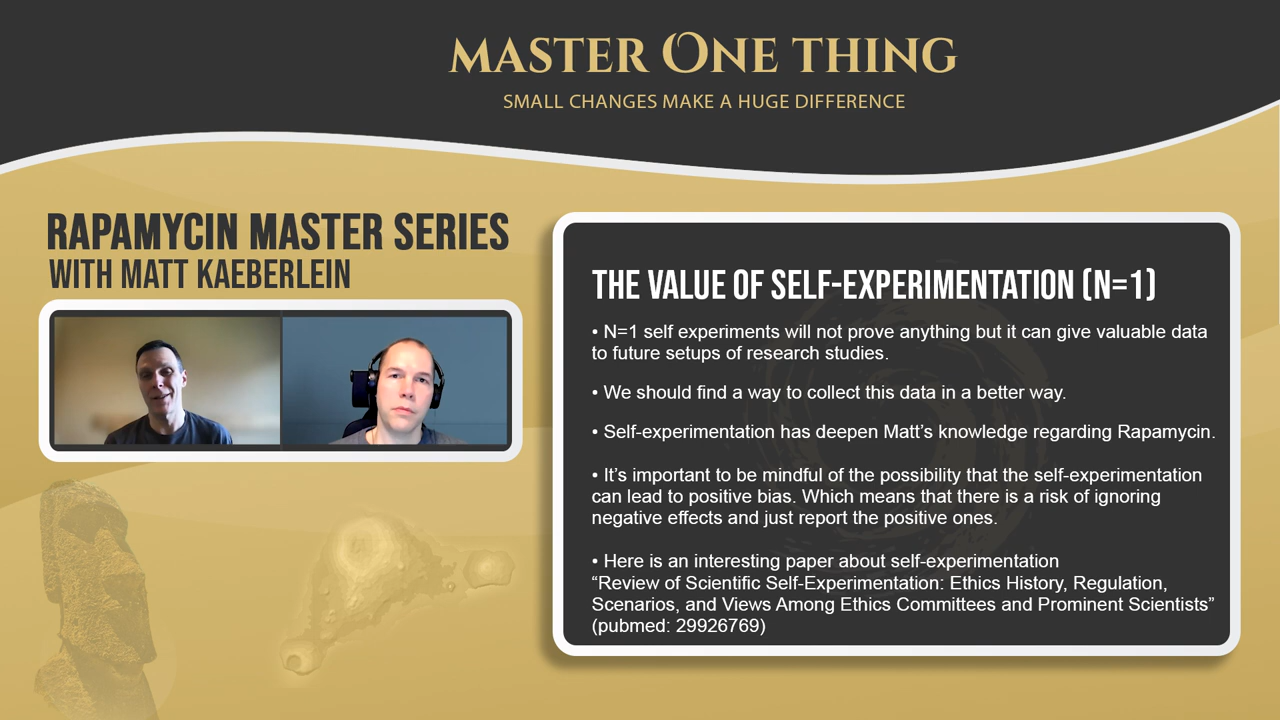 MASTER ONE THING
SMALL CHANGES MAKE A HUGE DIFFERENCE
RAPAMYCIN MASTER SERIES
WITH MATT KAEBERLEIN
THE VALUE OF SELF-EXPERIMENTATION (N=1)
• N=1 self experiments will not prove anything but it can give valuable data
to future setups of research studies.
• We should find a way to collect this data in a better way.
• Self-experimentation has deepen Matt’s knowledge regarding Rapamycin.
• It’s important to be mindful of the possibility that the self-experimentation
can lead to positive bias. Which means that there is a risk of ignoring
negative effects and just report the positive ones.
• Here is an interesting paper about self-experimentation
“Review of Scientific Self-Experimentation: Ethics History, Regulation,
Scenarios, and Views Among Ethics Committees and Prominent Scientists”
(pubmed: 29926769)